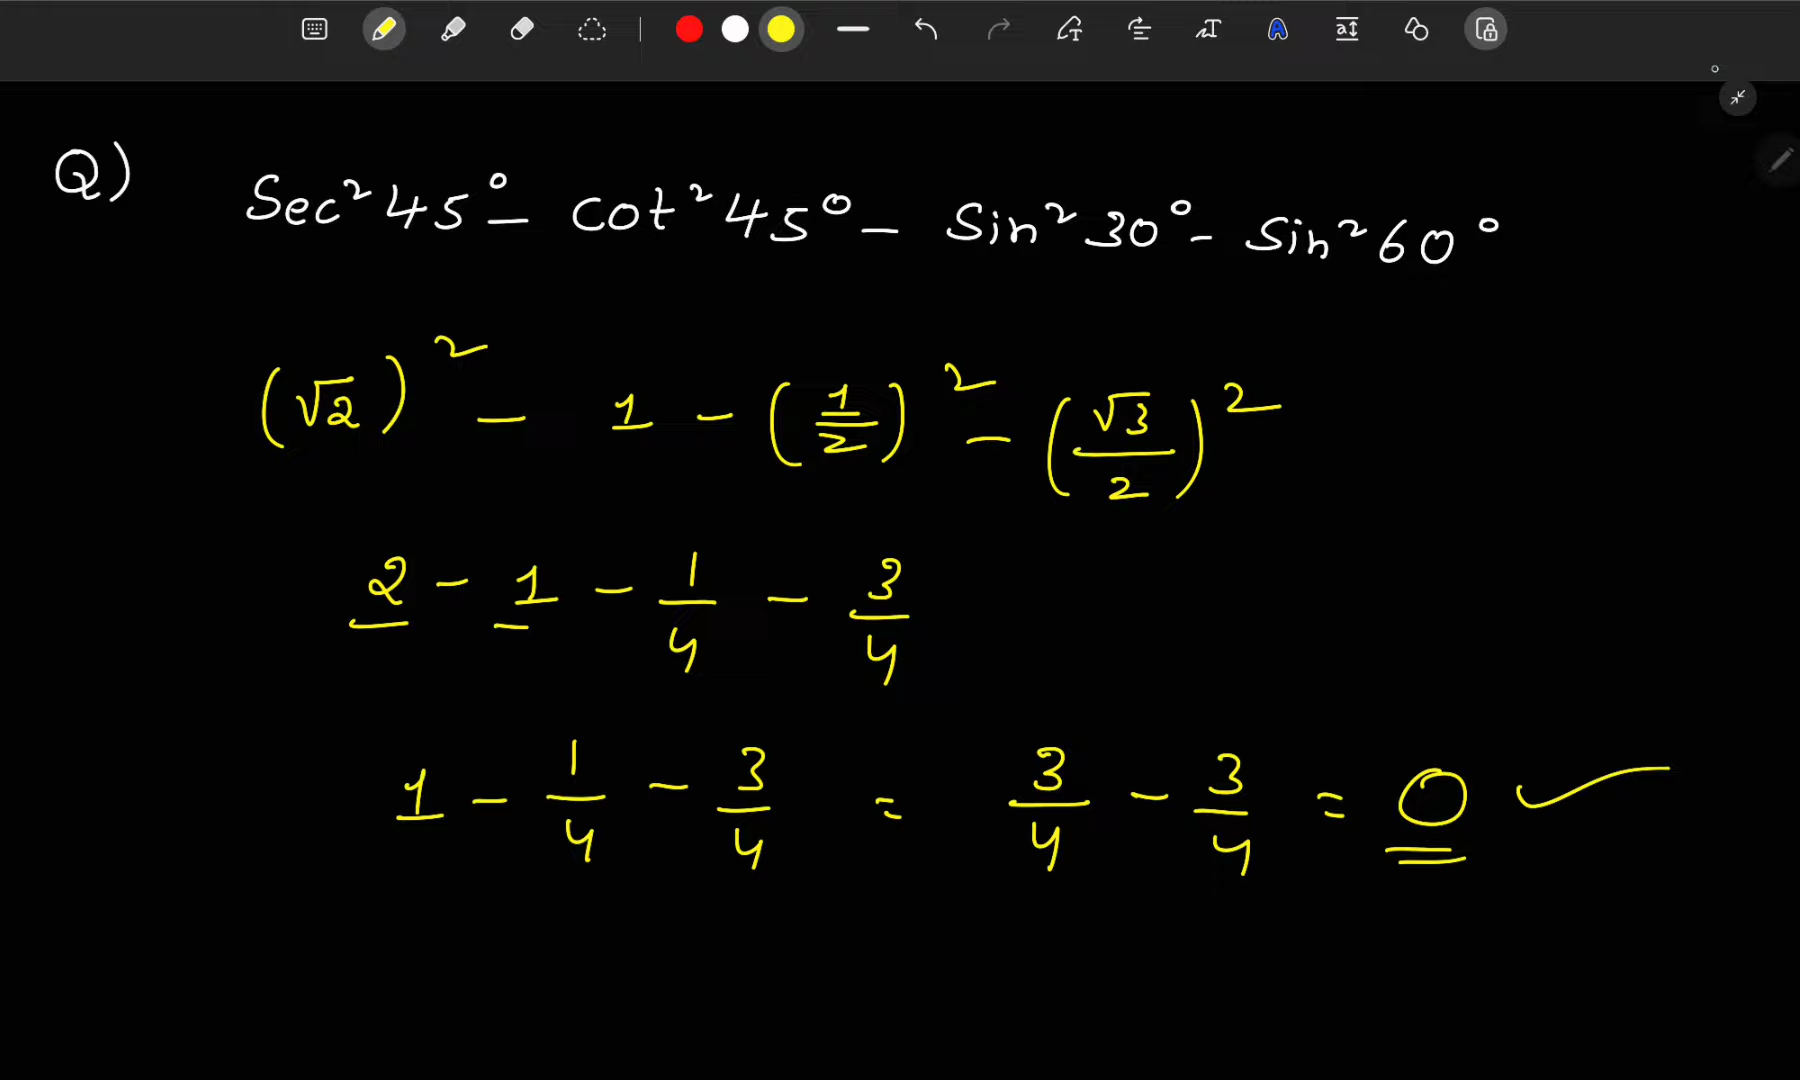 Q) Sec²45° - Cot²45° - Sin²30° - Sin²60°
(√2)² - 1 - (1/2)² - (√3/2)²
2 - 1 - 1/4 - 3/4
1 - 1/4 - 3/4 = 3/4 - 3/4 = 0 ✓